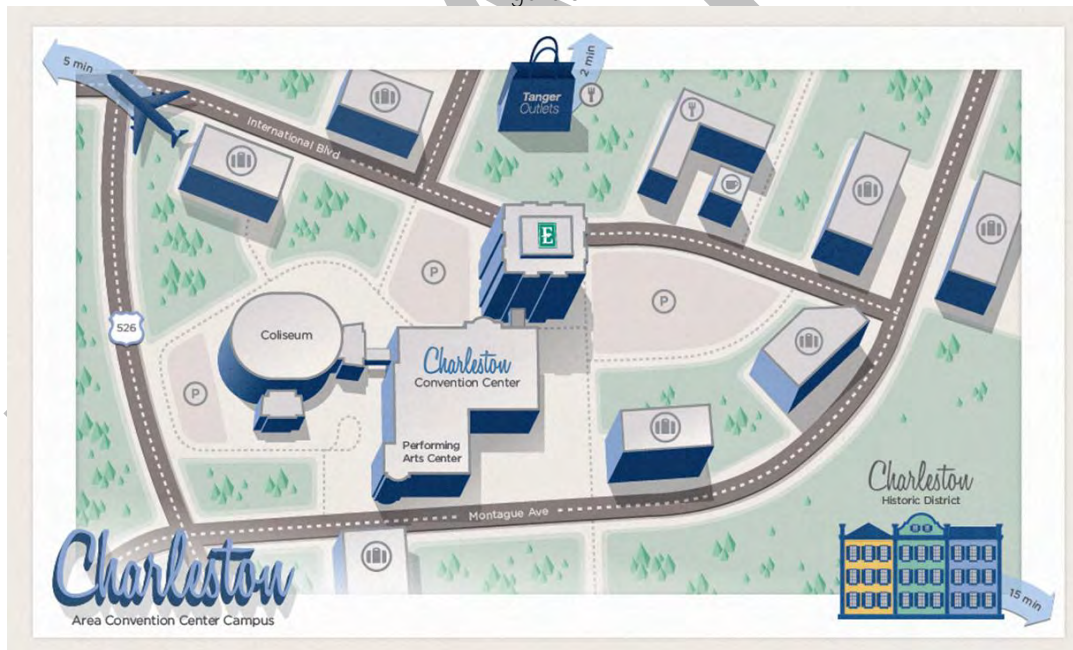 5 min
2 min
Tanger
Outlets
International Blvd
E
P
P
526
Coliseum
Charleston
Convention Center
P
Performing
Arts Center
Montague Ave
Charleston
Historic District
Charleston
Area Convention Center Campus
15 min